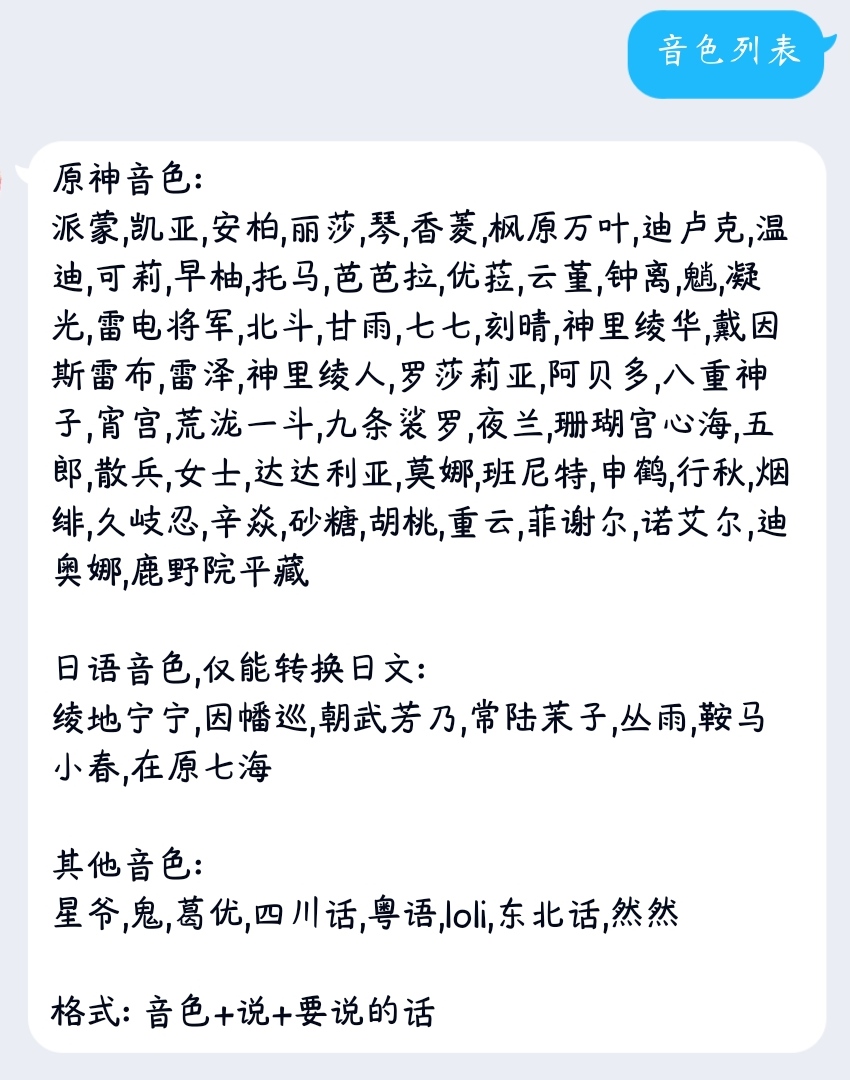 音色列表
原神音色:
派蒙,凯亚,安柏,丽莎,琴,香菱,枫原万叶,迪卢克,温
迪,可莉,早柚,托马,芭芭拉,优菈,云堇,钟离,魈,凝
光,雷电将军,北斗,甘雨,七七,刻晴,神里绫华,戴因
斯雷布,雷泽,神里绫人,罗莎莉亚,阿贝多,八重神
子,宵宫,荒泷一斗,九条裟罗,夜兰,珊瑚宫心海,五
郎,散兵,女士,达达利亚,莫娜,班尼特,申鹤,行秋,烟
绯,久岐忍,辛焱,砂糖,胡桃,重云,菲谢尔,诺艾尔,迪
奥娜,鹿野院平藏
日语音色,仅能转换日文:
绫地宁宁,因幡巡,朝武芳乃,常陆茉子,丛雨,鞍马
小春,在原七海
其他音色:
星爷,鬼,葛优,四川话,粤语,loli,东北话,然然
格式: 音色+说+要说的话